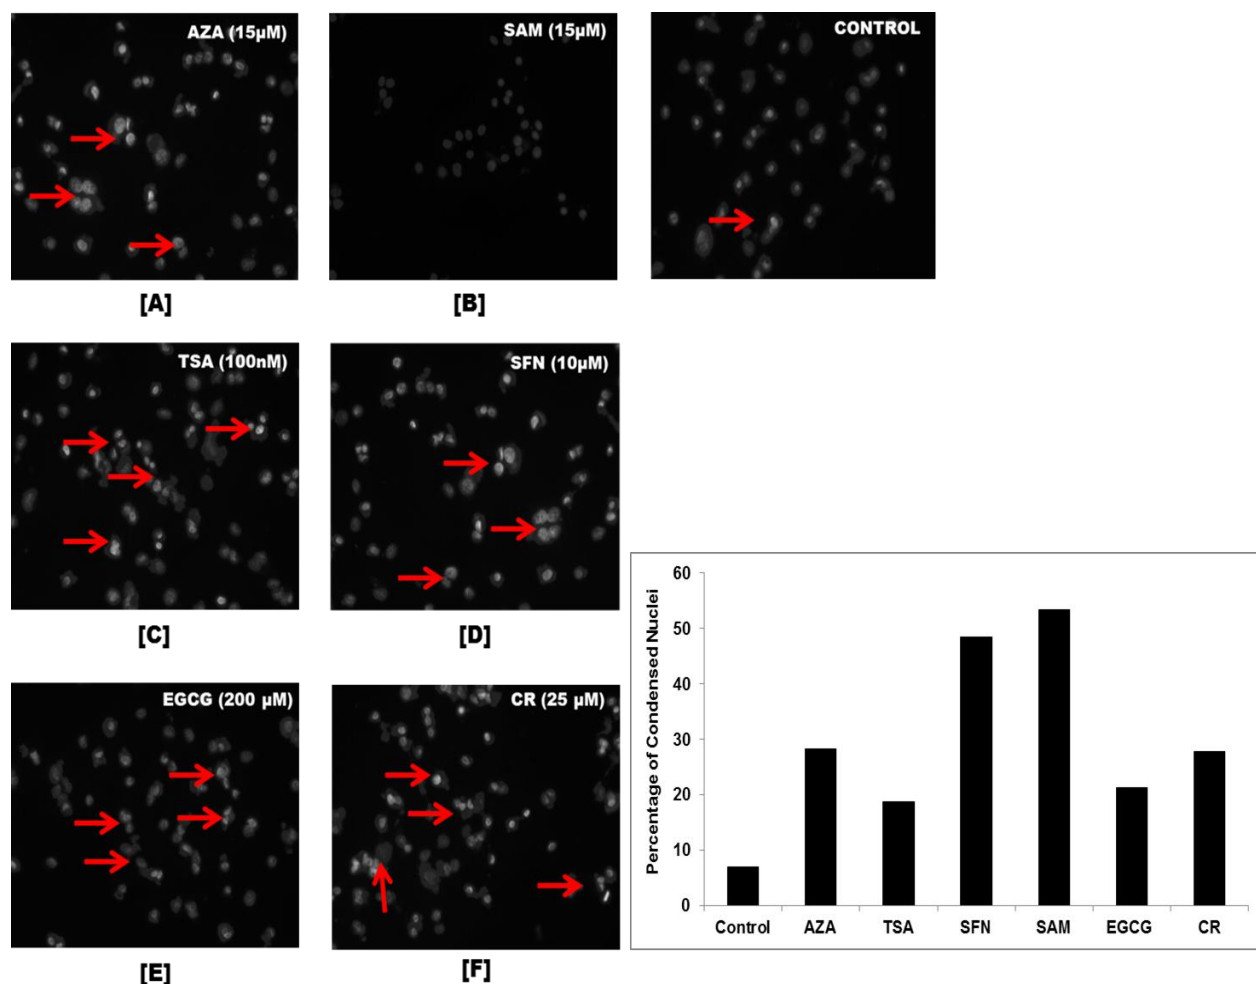 AZA (15μM)
SAM (15μM)
CONTROL
[A]
[B]
TSA (100nM)
SFN (10μM)
[C]
[D]
EGCG (200 μM)
CR (25 μM)
[E]
[F]
Percentage of Condensed Nuclei
60
50
40
30
20
10
0
Control AZA TSA SFN SAM EGCG CR